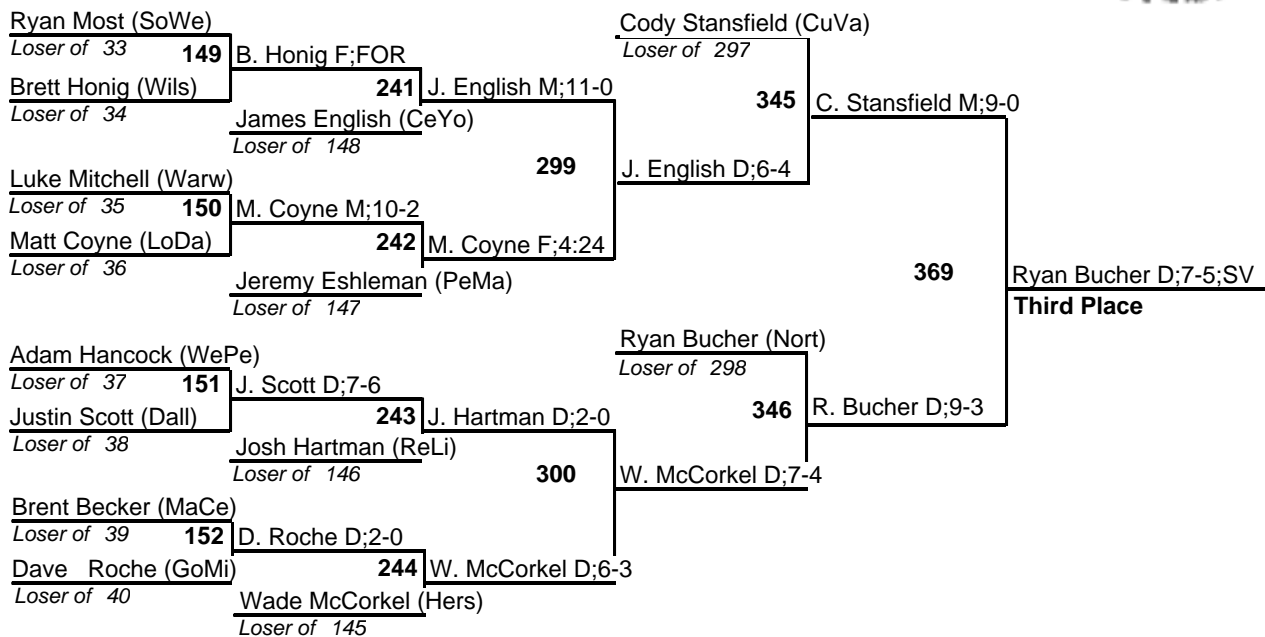 Ryan Most (SoWe)
Loser of 33
149
B. Honig F;FOR
Brett Honig (Wils)
Loser of 34
241
J. English M;11-0
James English (CeYo)
Loser of 148
Luke Mitchell (Warw)
Loser of 35
150
M. Coyne M;10-2
Matt Coyne (LoDa)
Loser of 36
242
M. Coyne F;4:24
Jeremy Eshleman (PeMa)
Loser of 147
299
J. English D;6-4
Cody Stansfield (CuVa)
Loser of 297
345
C. Stansfield M;9-0
Adam Hancock (WePe)
Loser of 37
151
J. Scott D;7-6
Justin Scott (Dall)
Loser of 38
243
J. Hartman D;2-0
Josh Hartman (ReLi)
Loser of 146
Brent Becker (MaCe)
Loser of 39
152
D. Roche D;2-0
Dave Roche (GoMi)
Loser of 40
244
W. McCorkel D;6-3
Wade McCorkel (Hers)
Loser of 145
300
W. McCorkel D;7-4
Ryan Bucher (Nort)
Loser of 298
346
R. Bucher D;9-3
369
Ryan Bucher D;7-5;SV
Third Place